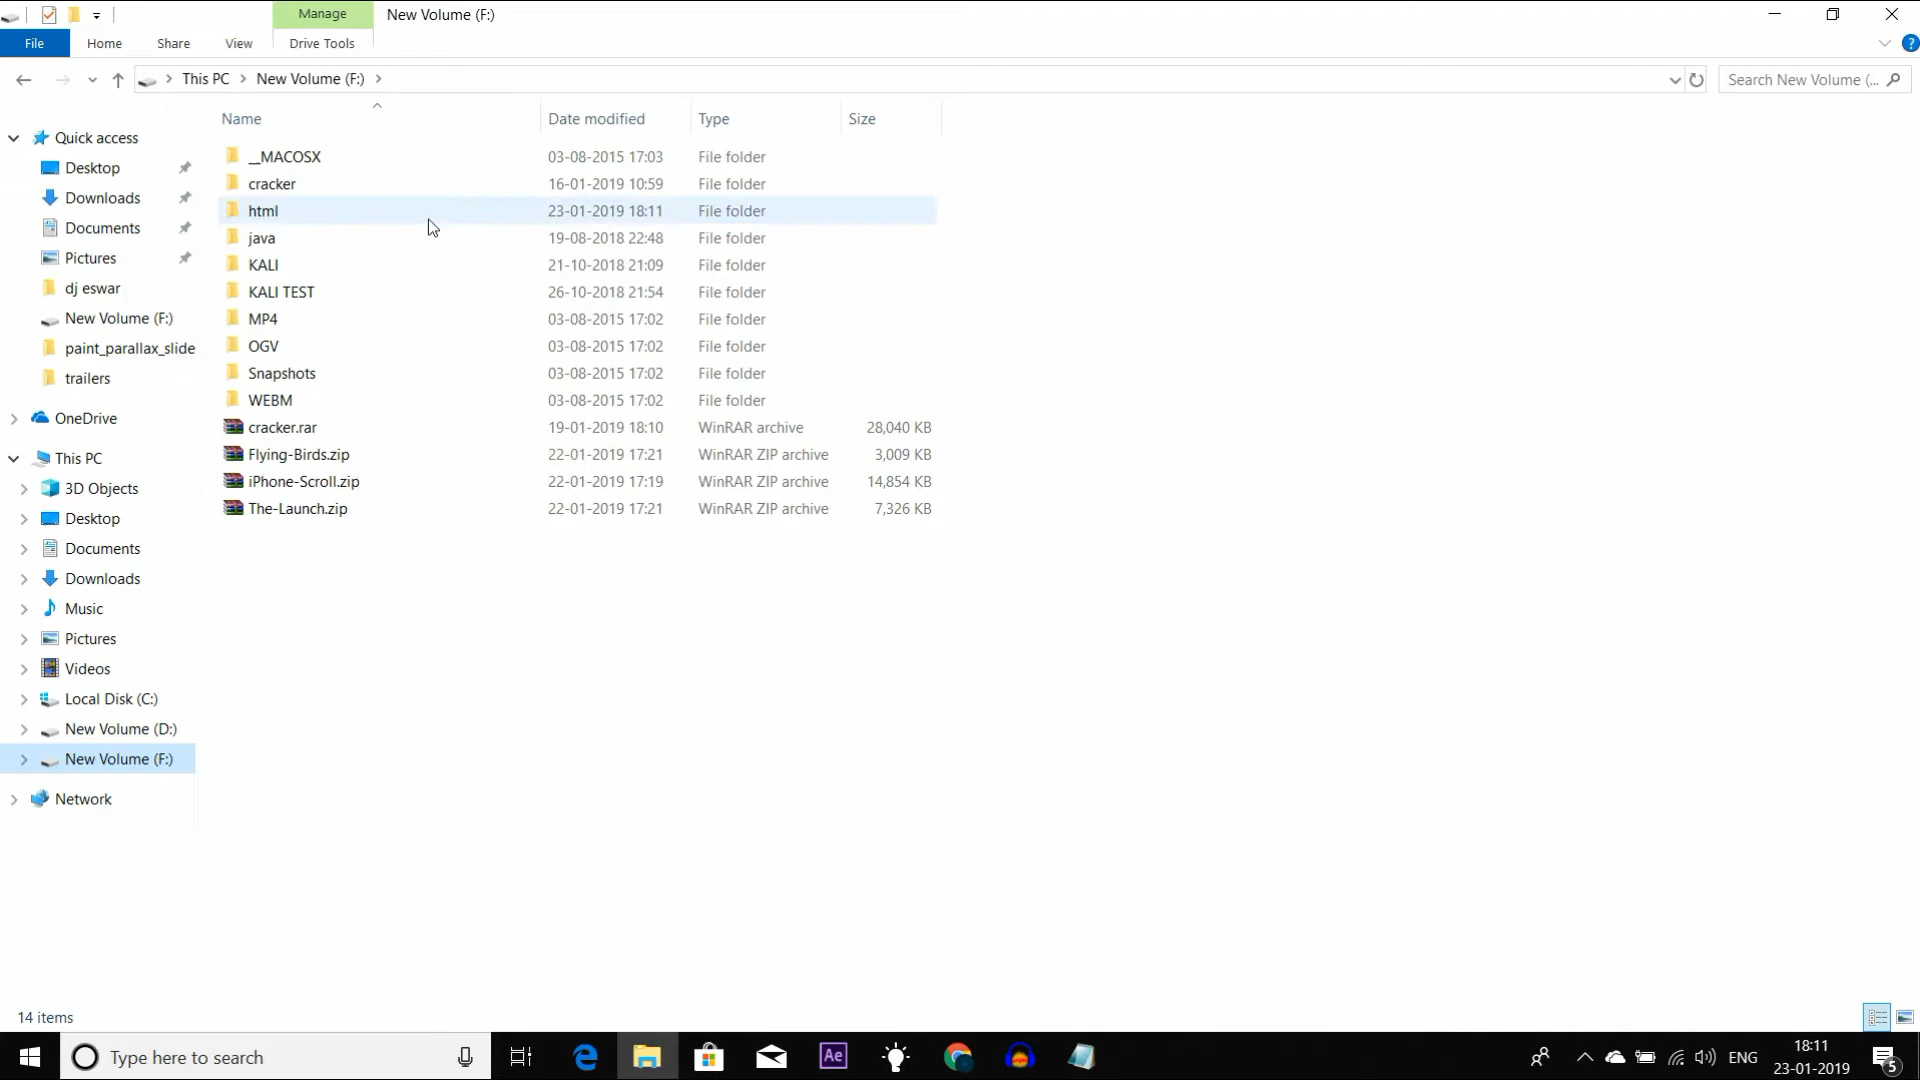 Manage New Volume (F:)
File Home Share View Drive Tools
This PC New Volume (F:) Search New Volume (...
Name Date modified Type Size
Quick access
Desktop
Downloads
Documents
Pictures
dj eswar
New Volume (F:)
paint_parallax_slide
trailers
OneDrive
This PC
3D Objects
Desktop
Documents
Downloads
Music
Pictures
Videos
Local Disk (C:)
New Volume (D:)
New Volume (F:)
Network
__MACOSX 03-08-2015 17:03 File folder
cracker 16-01-2019 10:59 File folder
html 23-01-2019 18:11 File folder
java 19-08-2018 22:48 File folder
KALI 21-10-2018 21:09 File folder
KALI TEST 26-10-2018 21:54 File folder
MP4 03-08-2015 17:02 File folder
OGV 03-08-2015 17:02 File folder
Snapshots 03-08-2015 17:02 File folder
WEBM 03-08-2015 17:02 File folder
cracker.rar 19-01-2019 18:10 WinRAR archive 28,040 KB
Flying-Birds.zip 22-01-2019 17:21 WinRAR ZIP archive 3,009 KB
iPhone-Scroll.zip 22-01-2019 17:19 WinRAR ZIP archive 14,854 KB
The-Launch.zip 22-01-2019 17:21 WinRAR ZIP archive 7,326 KB
14 items
Type here to search Ae ENG 18:11
23-01-2019 5